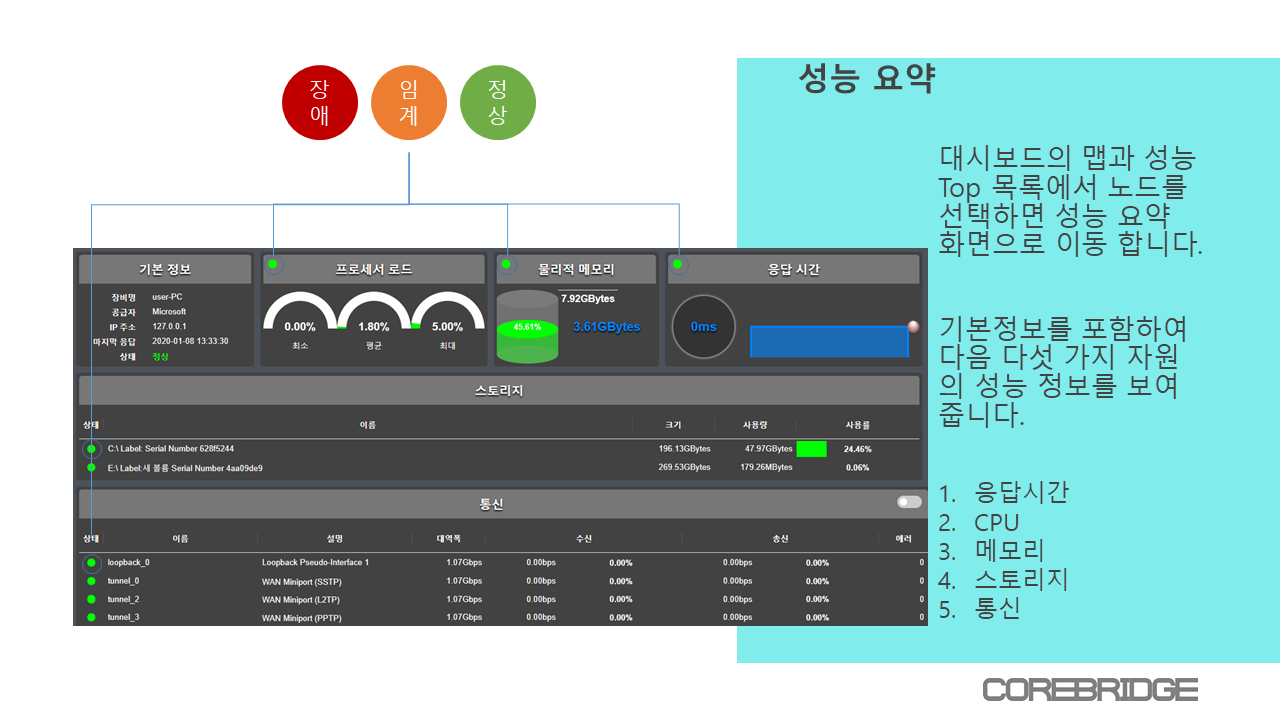 장애
임계
정상
성능 요약
대시보드의 맵과 성능
Top 목록에서 노드를
선택하면 성능 요약
화면으로 이동 합니다.
기본정보를 포함하여
다음 다섯 가지 자원
의 성능 정보를 보여
줍니다.
1. 응답시간
2. CPU
3. 메모리
4. 스토리지
5. 통신
기본 정보
장비명 user-PC
공급자 Microsoft
IP 주소 127.0.0.1
마지막 응답 2020-01-08 13:33:30
상태 정상
프로세서 로드
0.00% 1.80% 5.00%
최소 평균 최대
물리적 메모리
7.92GBytes
45.61% 3.61GBytes
응답 시간
0ms
스토리지
상태 이름 크기 사용량 사용률
C:\ Label: Serial Number 628f5244 196.13GBytes 47.97GBytes 24.46%
E:\ Label:새 볼륨 Serial Number 4aa09de9 269.53GBytes 179.26MBytes 0.06%
통신
상태 이름 설명 대역폭 수신 송신 에러
loopback_0 Loopback Pseudo-Interface 1 1.07Gbps 0.00bps 0.00% 0.00bps 0.00% 0
tunnel_0 WAN Miniport (SSTP) 1.07Gbps 0.00bps 0.00% 0.00bps 0.00% 0
tunnel_2 WAN Miniport (L2TP) 1.07Gbps 0.00bps 0.00% 0.00bps 0.00% 0
tunnel_3 WAN Miniport (PPTP) 1.07Gbps 0.00bps 0.00% 0.00bps 0.00% 0
COREBRIDGE